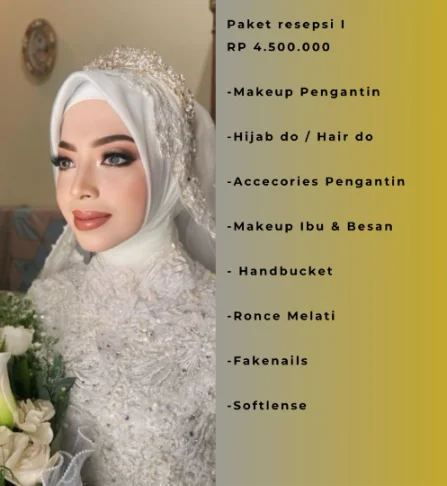 Paket resepsi I
RP 4.500.000
-Makeup Pengantin
-Hijab do / Hair do
-Accecories Pengantin
-Makeup Ibu & Besan
- Handbucket
-Ronce Melati
-Fakenails
-Softlense